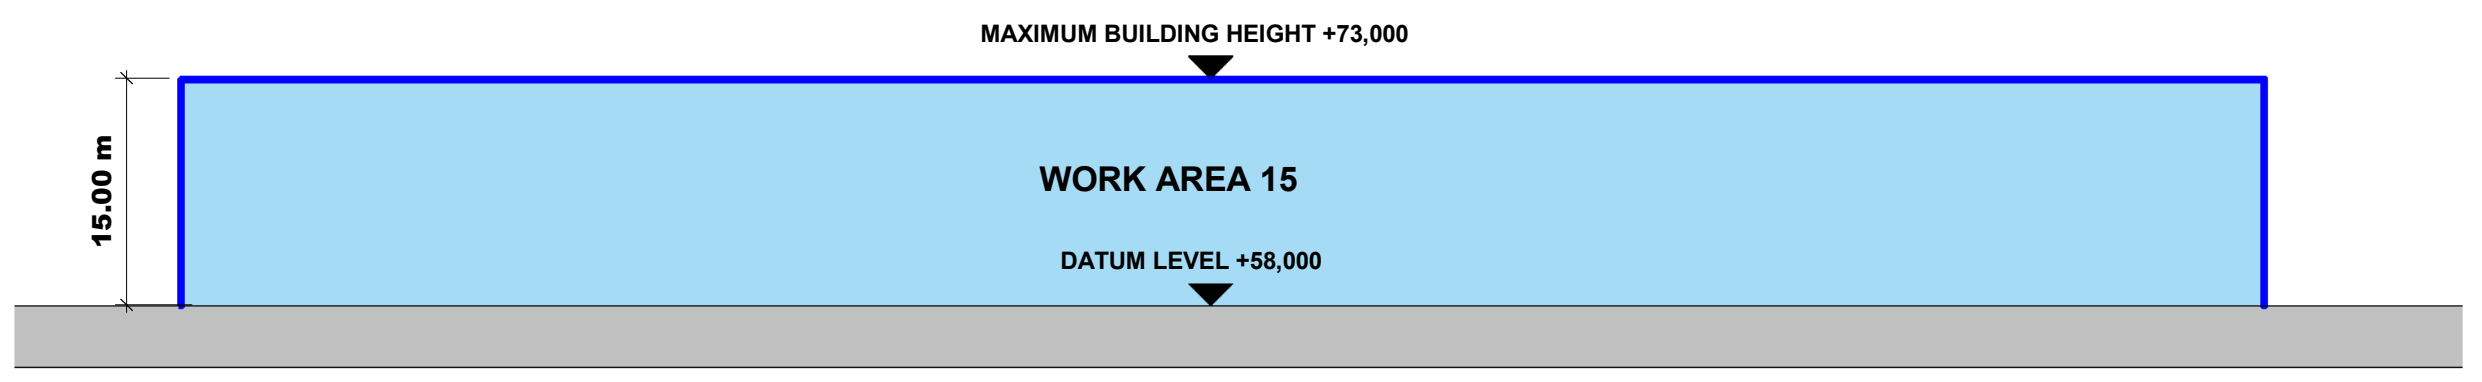 MAXIMUM BUILDING HEIGHT +73,000
15.00 m
WORK AREA 15
DATUM LEVEL +58,000